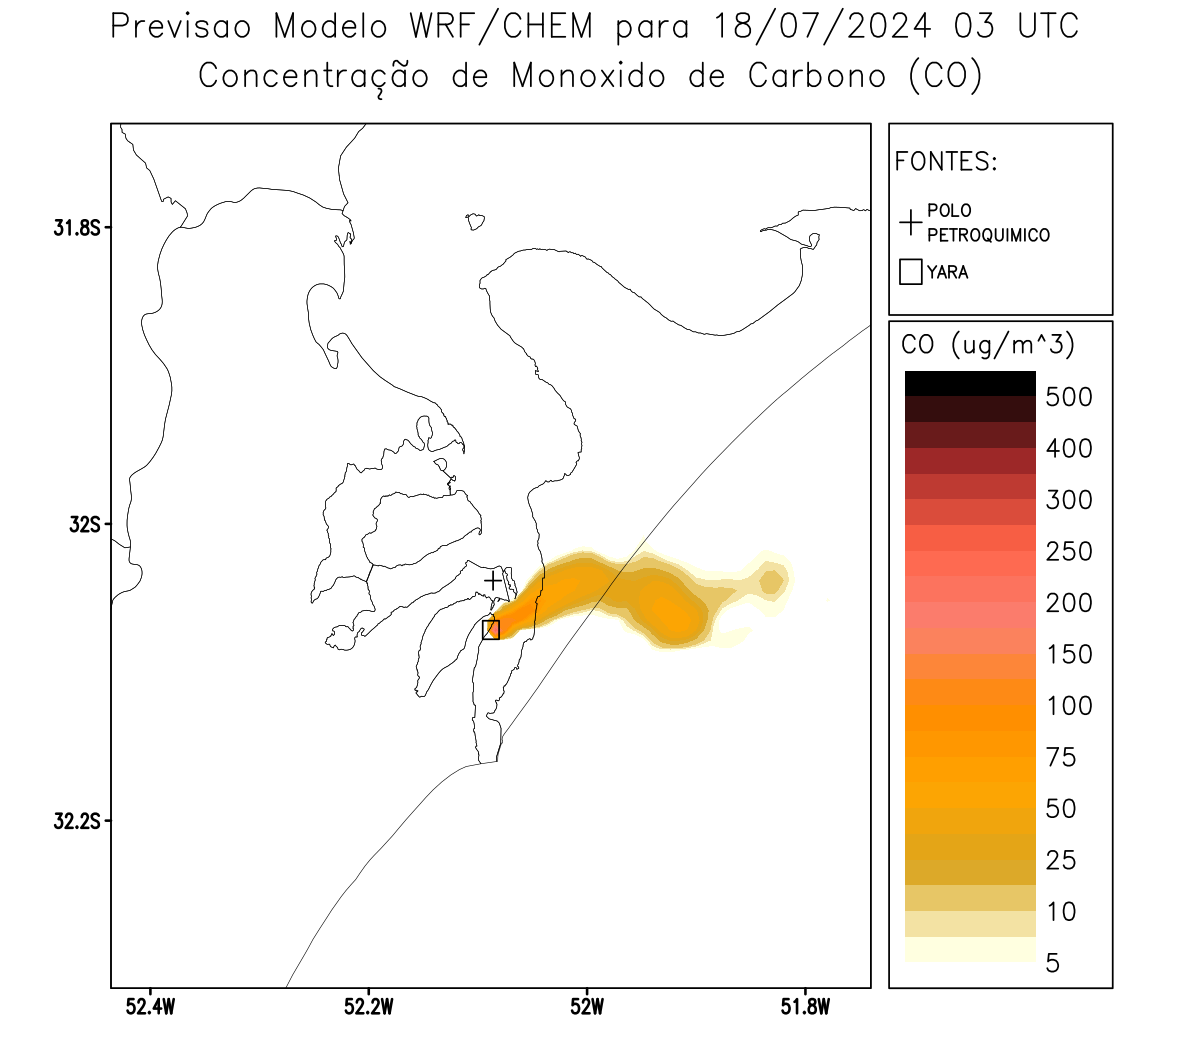 Previsao Modelo WRF/CHEM para 18/07/2024 03 UTC
Concentração de Monoxido de Carbono (CO)
FONTES:
POLO
PETROQUIMICO
YARA
CO (ug/m^3)
500
400
300
250
200
150
100
75
50
25
10
5
31.8S
32S
32.2S
52.4W
52.2W
52W
51.8W